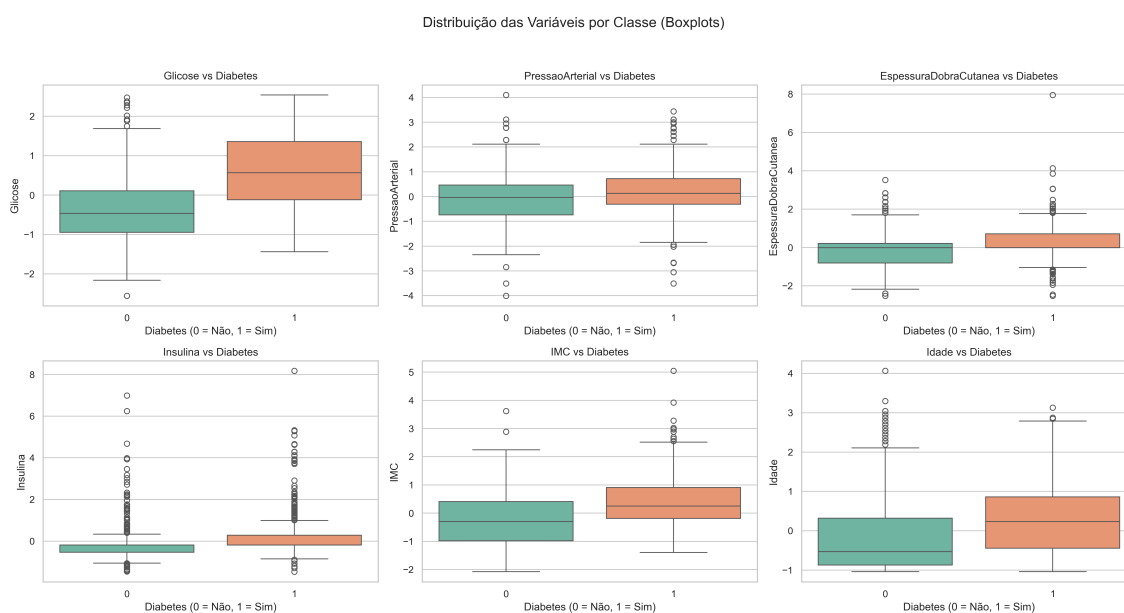 Distribuição das Variáveis por Classe (Boxplots)
Glicose vs Diabetes
Glicose
2
1
0
−1
−2
0
1
Diabetes (0 = Não, 1 = Sim)
PressaoArterial vs Diabetes
PressaoArterial
4
3
2
1
0
−1
−2
−3
−4
0
1
Diabetes (0 = Não, 1 = Sim)
EspessuraDobraCutanea vs Diabetes
EspessuraDobraCutanea
8
6
4
2
0
−2
0
1
Diabetes (0 = Não, 1 = Sim)
Insulina vs Diabetes
Insulina
8
6
4
2
0
0
1
Diabetes (0 = Não, 1 = Sim)
IMC vs Diabetes
IMC
5
4
3
2
1
0
−1
−2
0
1
Diabetes (0 = Não, 1 = Sim)
Idade vs Diabetes
Idade
4
3
2
1
0
−1
0
1
Diabetes (0 = Não, 1 = Sim)